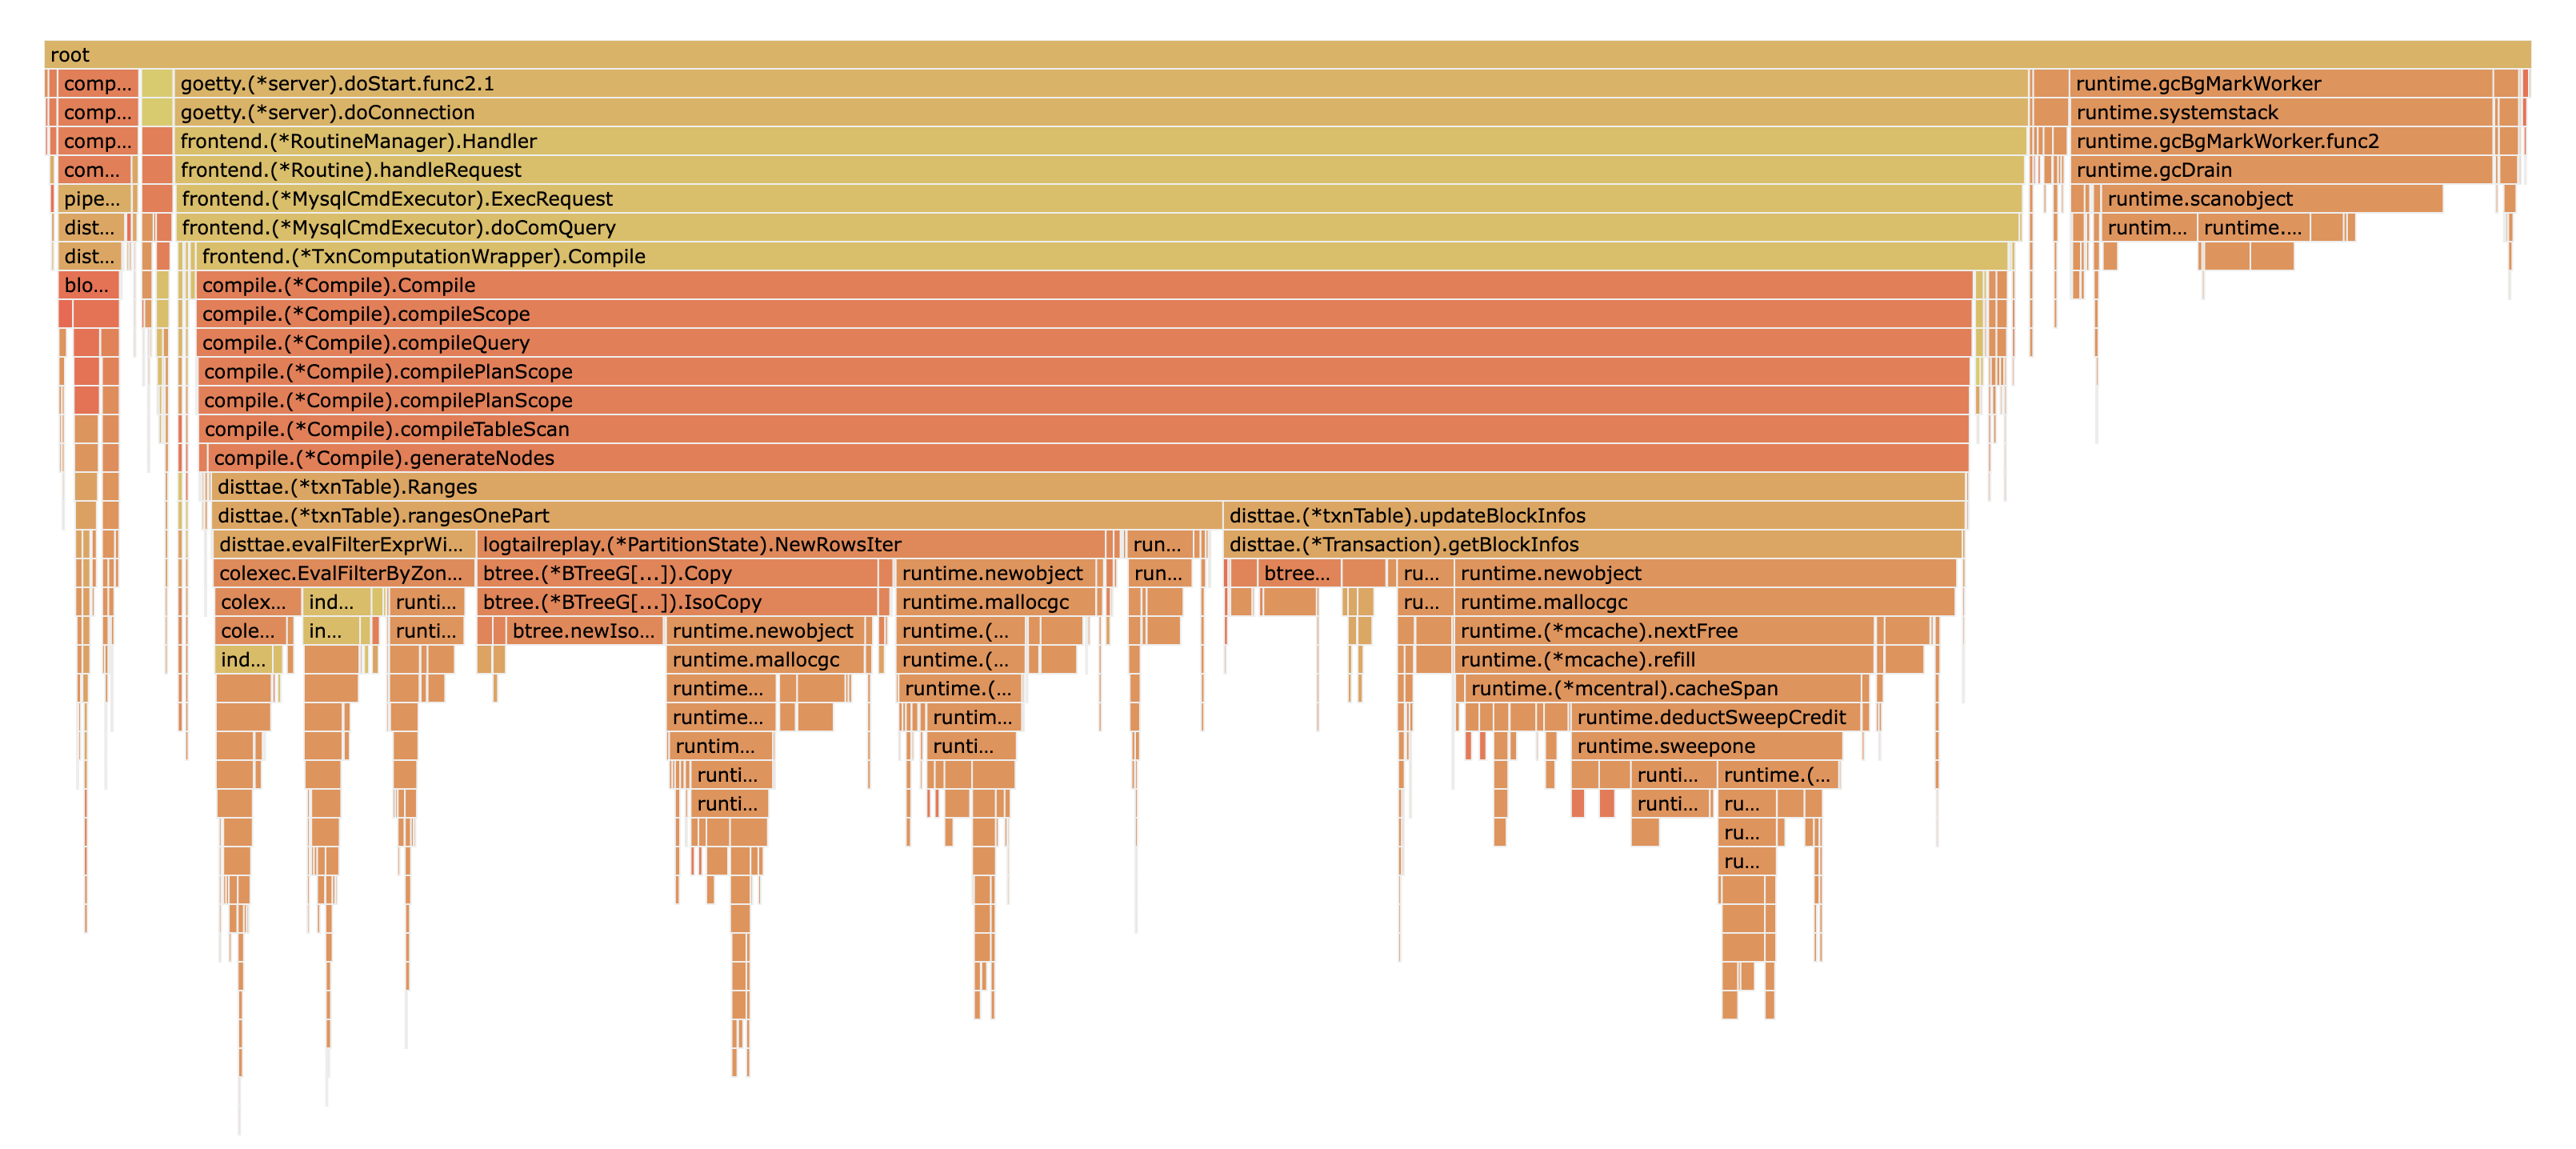 root
comp... goetty.(*server).doStart.func2.1 runtime.gcBgMarkWorker
comp... goetty.(*server).doConnection runtime.systemstack
comp... frontend.(*RoutineManager).Handler runtime.gcBgMarkWorker.func2
com... frontend.(*Routine).handleRequest runtime.gcDrain
pipe... frontend.(*MysqlCmdExecutor).ExecRequest runtime.scanobject
dist... frontend.(*MysqlCmdExecutor).doComQuery runtim... runtime....
dist... frontend.(*TxnComputationWrapper).Compile
blo... compile.(*Compile).Compile
compile.(*Compile).compileScope
compile.(*Compile).compileQuery
compile.(*Compile).compilePlanScope
compile.(*Compile).compilePlanScope
compile.(*Compile).compileTableScan
compile.(*Compile).generateNodes
disttae.(*txnTable).Ranges
disttae.(*txnTable).rangesOnePart disttae.(*txnTable).updateBlockInfos
disttae.evalFilterExprWi... logtailreplay.(*PartitionState).NewRowsIter run... disttae.(*Transaction).getBlockInfos
colexec.EvalFilterByZon... btree.(*BTreeG[...]).Copy runtime.newobject run... btree... ru... runtime.newobject
colex... ind... runti... btree.(*BTreeG[...]).IsoCopy runtime.mallocgc ru... runtime.mallocgc
cole... in... runti... btree.newIso... runtime.newobject runtime.(... runtime.(*mcache).nextFree
ind... runtime.mallocgc runtime.(... runtime.(*mcache).refill
runtime... runtime.(... runtime.(*mcentral).cacheSpan
runtime... runtim... runtime.deductSweepCredit
runtim... runti... runtime.sweepone
runti... runti... runtime.(...
runti... runti... ru...
ru...
ru...